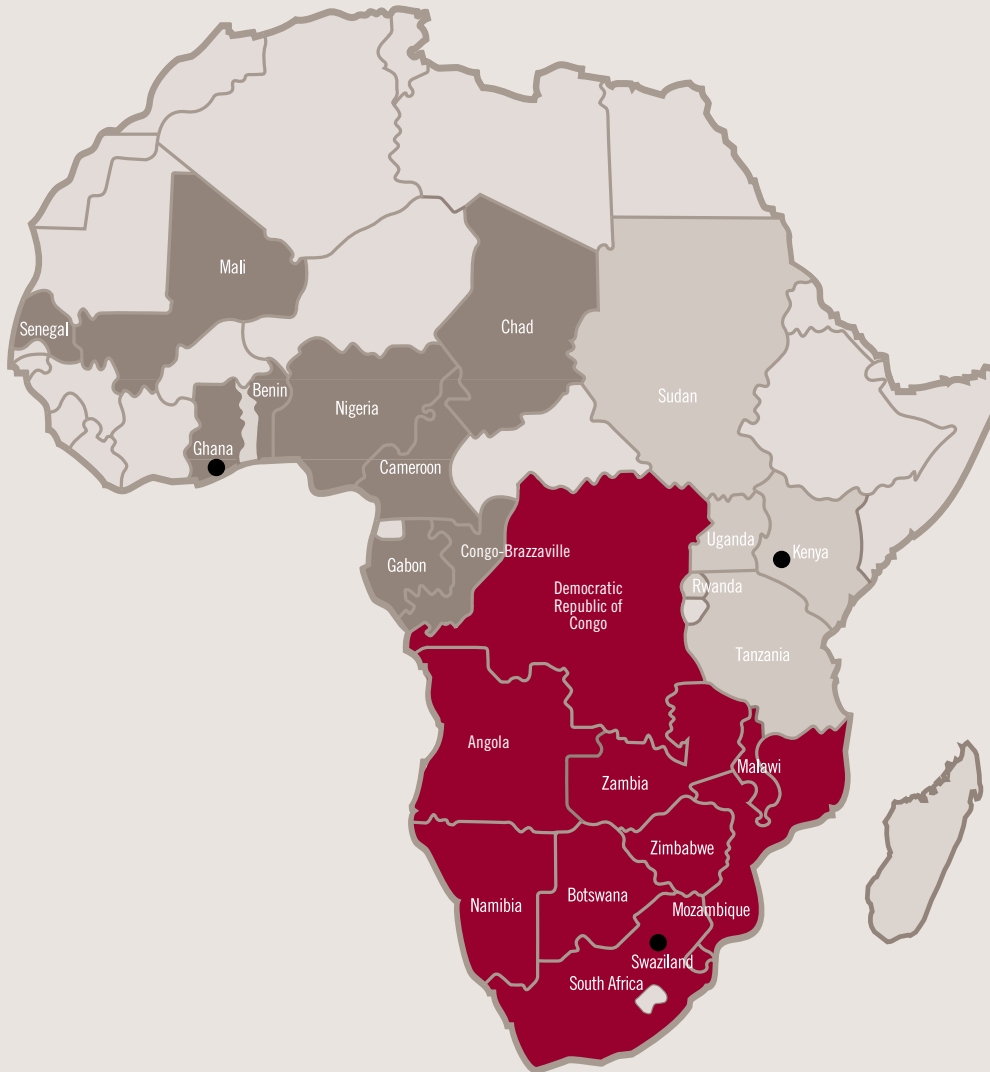 Mali
Senegal
Chad
Benin
Nigeria
Sudan
Ghana
Cameroon
Uganda
Congo-Brazzaville
Kenya
Gabon
Rwanda
Democratic
Republic of
Congo
Tanzania
Angola
Malawi
Zambia
Zimbabwe
Botswana
Namibia
Mozambique
Swaziland
South Africa